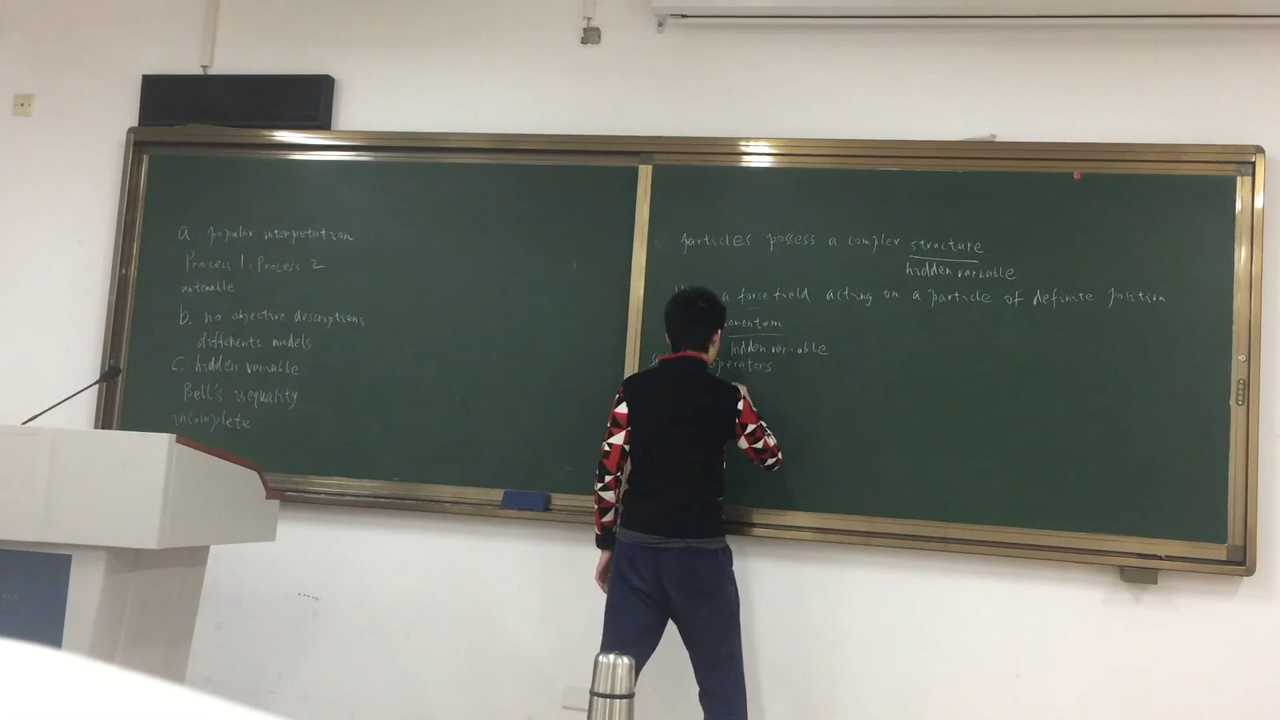 a popular interpretation
Process 1, Process 2
untenable
b. no objective descriptions
diffferents models
c. hidden variable
Bell's inequality
incomplete
particles possess a complex structure
hidden variable
a force field acting on a particle of definite position
momentum
hidden variable
operators